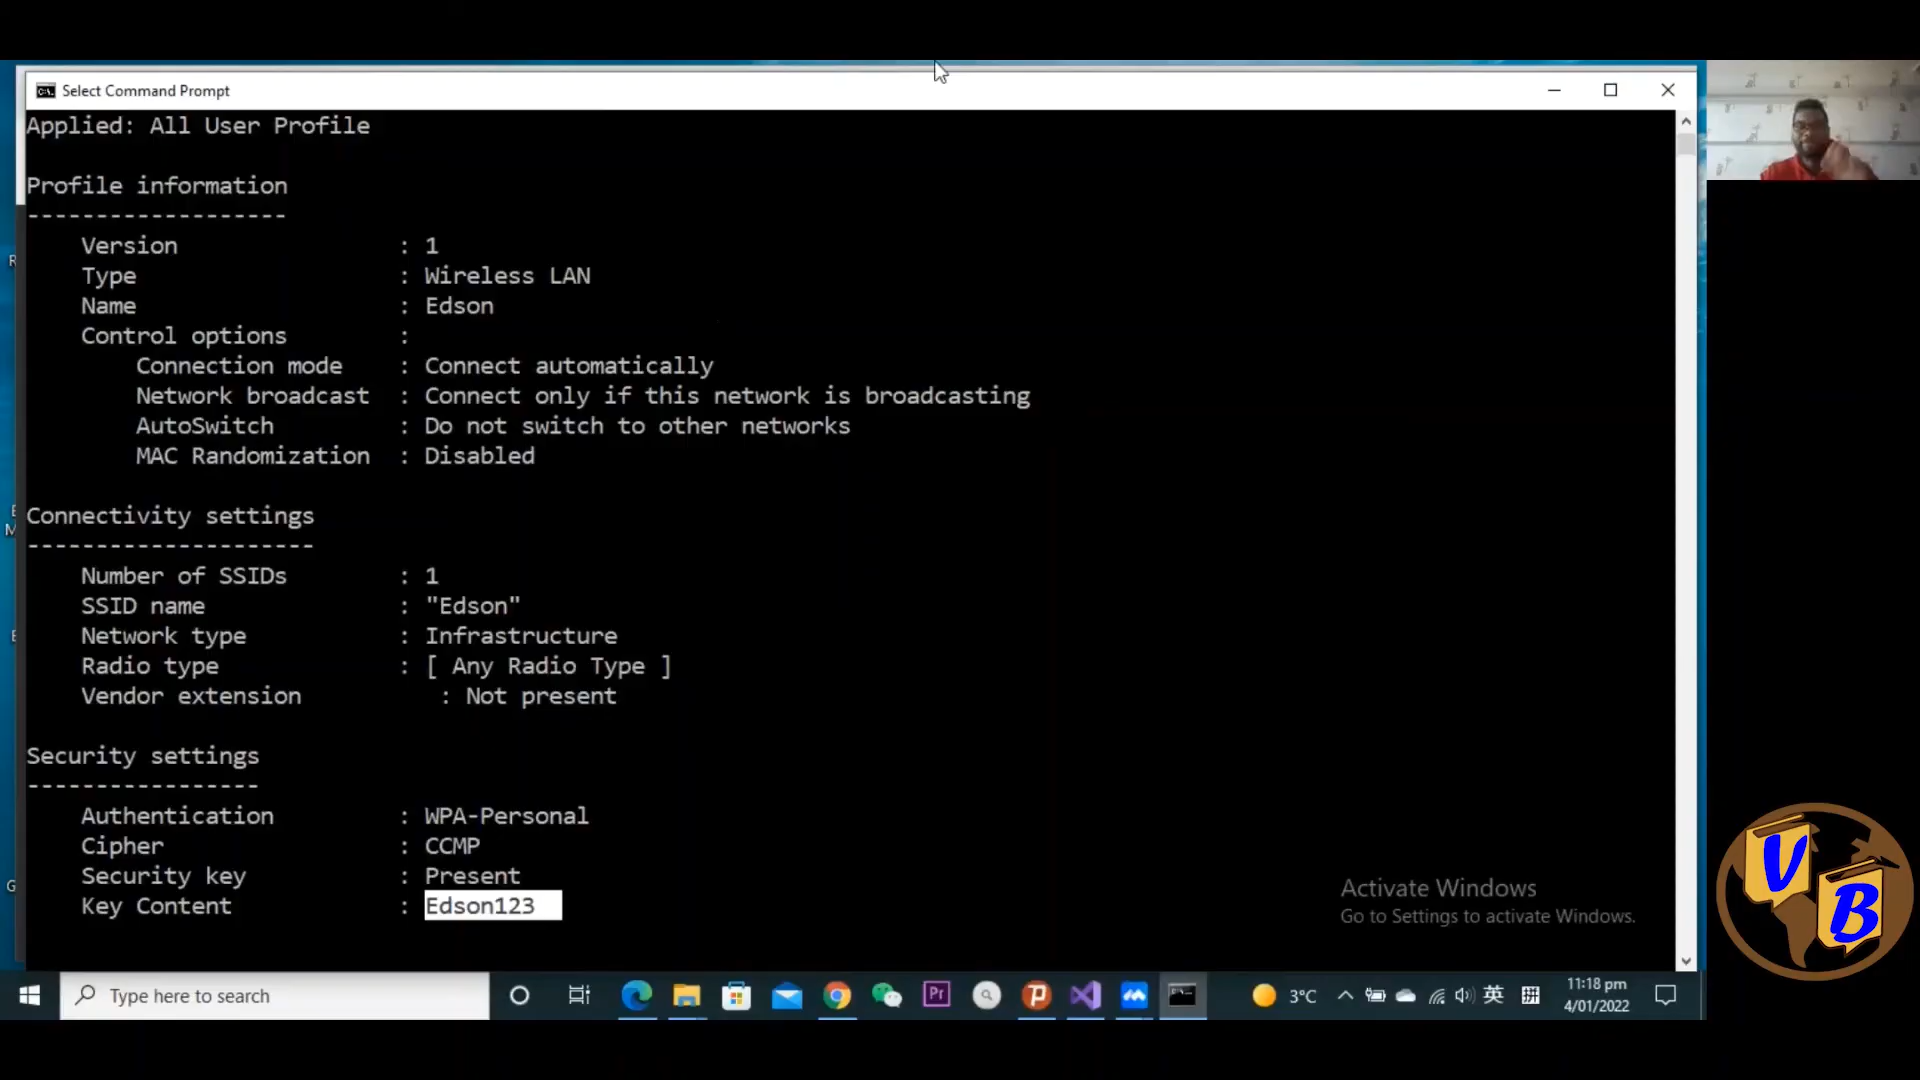 Select Command Prompt
Applied: All User Profile
Profile information
-------------------
Version : 1
Type : Wireless LAN
Name : Edson
Control options :
Connection mode : Connect automatically
Network broadcast : Connect only if this network is broadcasting
AutoSwitch : Do not switch to other networks
MAC Randomization : Disabled
Connectivity settings
---------------------
Number of SSIDs : 1
SSID name : "Edson"
Network type : Infrastructure
Radio type : [ Any Radio Type ]
Vendor extension : Not present
Security settings
-----------------
Authentication : WPA-Personal
Cipher : CCMP
Security key : Present
Key Content : Edson123
Activate Windows
Go to Settings to activate Windows.
V
B
Type here to search
Pr
3°C
英
拼
11:18 pm
4/01/2022